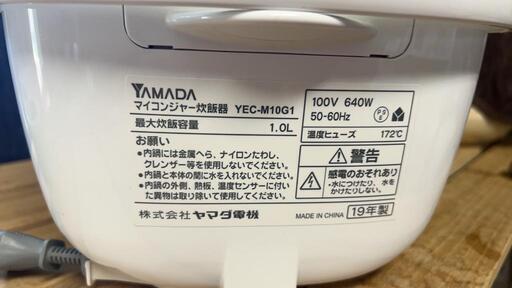 YAMADA
マイコンジャー炊飯器 YEC-M10G1
最大炊飯容量 1.0L
お願い
•内鍋には金属へら、ナイロンたわし、
クレンザー等を使用しないでください。
•内鍋と本体の間に水を入れないでください。
•内鍋の外側、熱板、温度センサーに付い
た異物は取り除いて使用してください。
株式会社 ヤマダ電機
100V 640W
50-60Hz
PS
E
温度ヒューズ 172℃
警告
感電のおそれあり
•水につけたり、水を
かけたりしない。
MADE IN CHINA 19年製